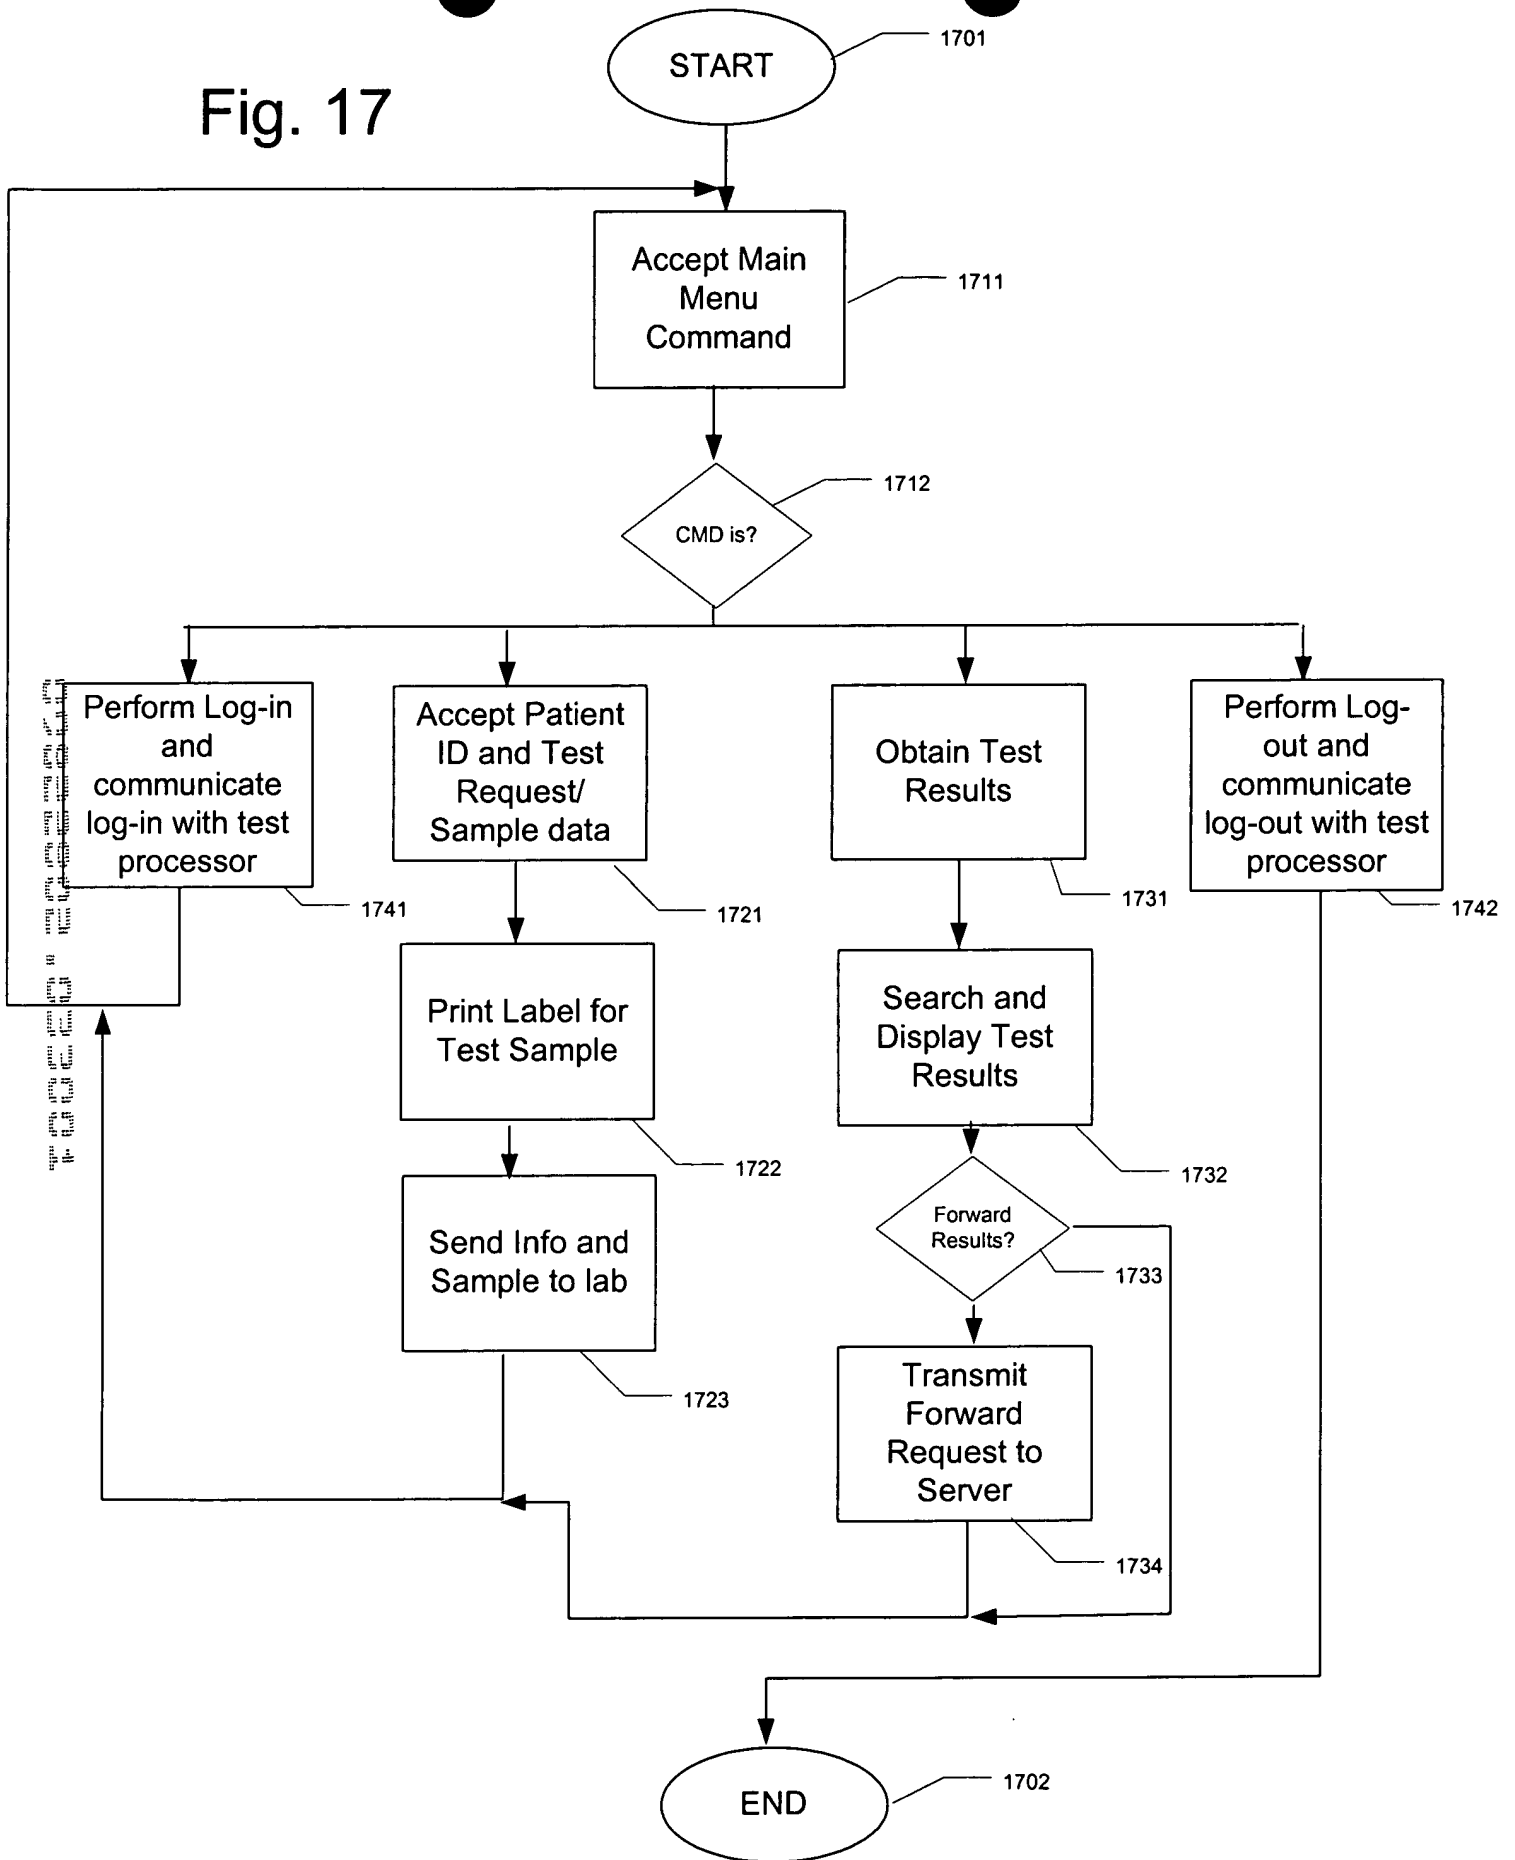 START
1701
Fig. 17
Accept Main
Menu
Command
1711
CMD is?
1712
Perform Log-in
and
communicate
log-in with test
processor
1741
Accept Patient
ID and Test
Request/
Sample data
1721
Obtain Test
Results
1731
Perform Log-
out and
communicate
log-out with test
processor
1742
Print Label for
Test Sample
1722
Search and
Display Test
Results
1732
Send Info and
Sample to lab
1723
Forward
Results?
1733
Transmit
Forward
Request to
Server
1734
END
1702